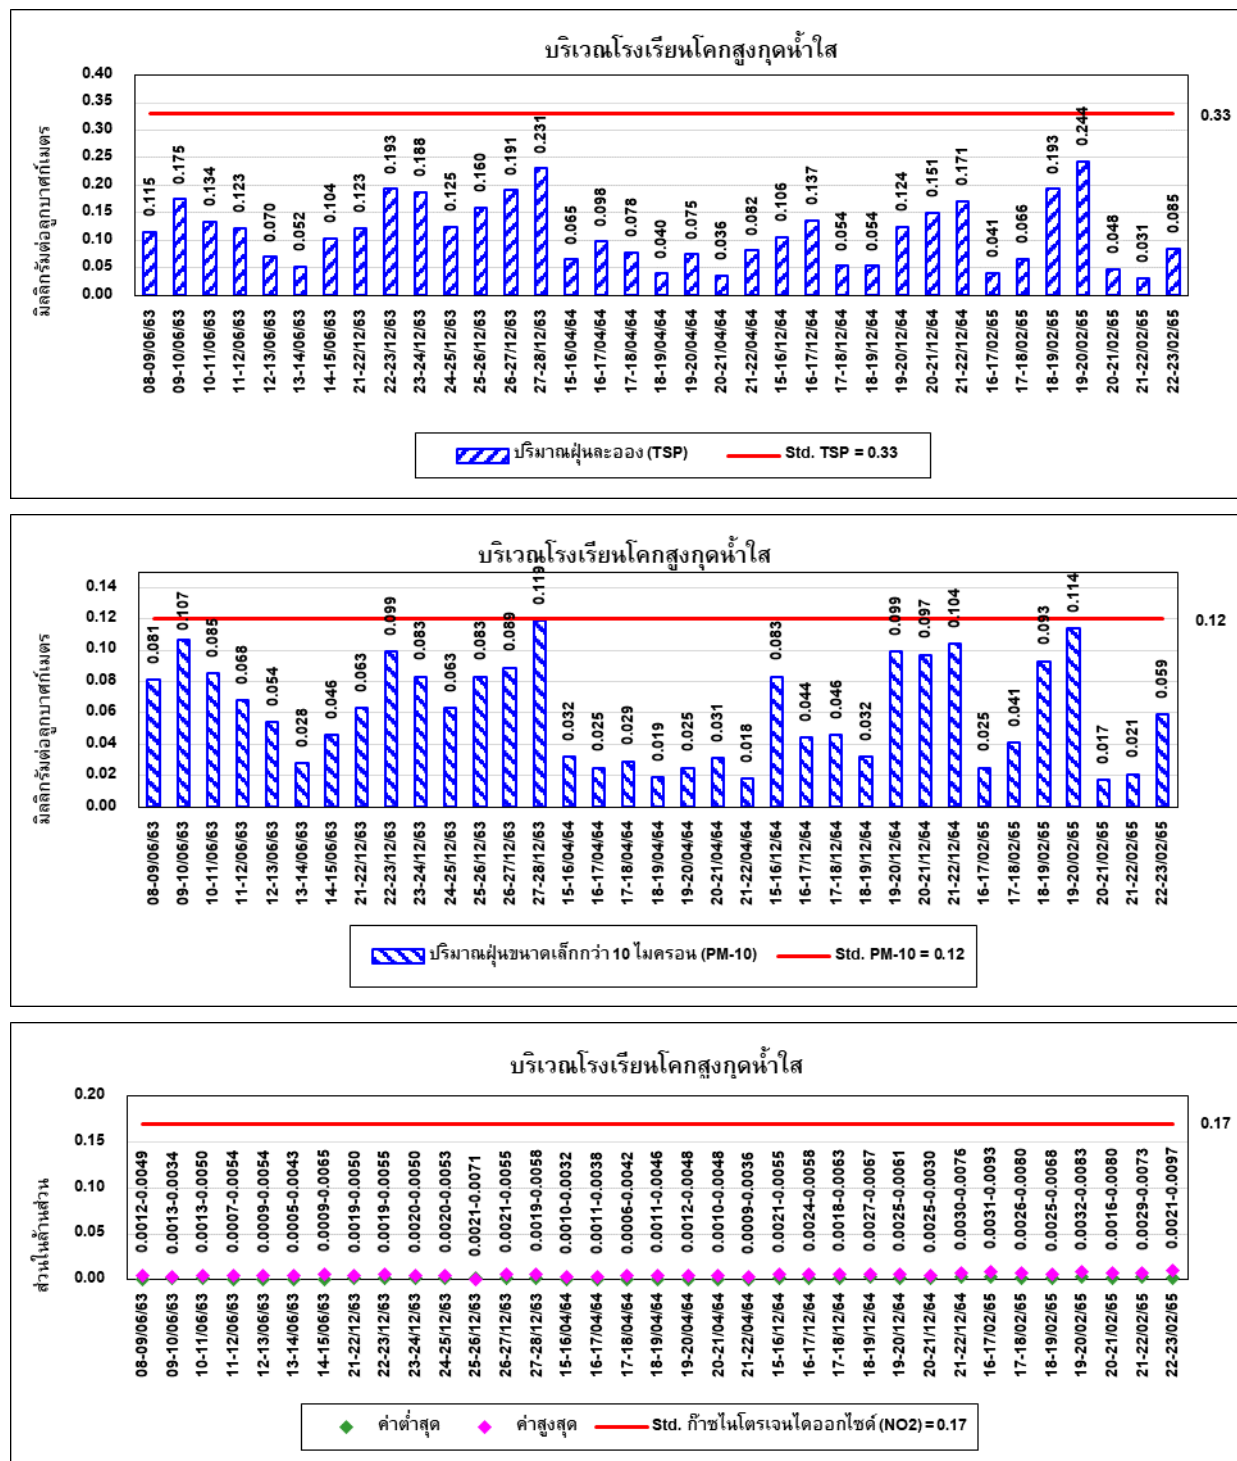 บริเวณโรงเรียนโคกสูงกุดน้ำใส
มิลลิกรัมต่อลูกบาศก์เมตร
0.40
0.35
0.30
0.25
0.20
0.15
0.10
0.05
0.00
0.115 0.175 0.134 0.123 0.070 0.052 0.104 0.123 0.193 0.188 0.125 0.160 0.191 0.231 0.065 0.098 0.078 0.040 0.075 0.036 0.082 0.106 0.137 0.054 0.054 0.124 0.151 0.171 0.041 0.066 0.193 0.244 0.048 0.031 0.085
0.33
08-09/06/63 09-10/06/63 10-11/06/63 11-12/06/63 12-13/06/63 13-14/06/63 14-15/06/63 21-22/12/63 22-23/12/63 23-24/12/63 24-25/12/63 25-26/12/63 26-27/12/63 27-28/12/63 15-16/04/64 16-17/04/64 17-18/04/64 18-19/04/64 19-20/04/64 20-21/04/64 21-22/04/64 15-16/12/64 16-17/12/64 17-18/12/64 18-19/12/64 19-20/12/64 20-21/12/64 21-22/12/64 16-17/02/65 17-18/02/65 18-19/02/65 19-20/02/65 20-21/02/65 21-22/02/65 22-23/02/65
ปริมาณฝุ่นละออง (TSP) Std. TSP = 0.33
บริเวณโรงเรียนโคกสูงกุดน้ำใส
มิลลิกรัมต่อลูกบาศก์เมตร
0.14
0.12
0.10
0.08
0.06
0.04
0.02
0.00
0.081 0.107 0.085 0.068 0.054 0.028 0.046 0.063 0.099 0.083 0.063 0.083 0.089 0.119 0.032 0.025 0.029 0.019 0.025 0.031 0.018 0.083 0.044 0.046 0.032 0.099 0.097 0.104 0.025 0.041 0.093 0.114 0.017 0.021 0.059
0.12
08-09/06/63 09-10/06/63 10-11/06/63 11-12/06/63 12-13/06/63 13-14/06/63 14-15/06/63 21-22/12/63 22-23/12/63 23-24/12/63 24-25/12/63 25-26/12/63 26-27/12/63 27-28/12/63 15-16/04/64 16-17/04/64 17-18/04/64 18-19/04/64 19-20/04/64 20-21/04/64 21-22/04/64 15-16/12/64 16-17/12/64 17-18/12/64 18-19/12/64 19-20/12/64 20-21/12/64 21-22/12/64 16-17/02/65 17-18/02/65 18-19/02/65 19-20/02/65 20-21/02/65 21-22/02/65 22-23/02/65
ปริมาณฝุ่นขนาดเล็กกว่า 10 ไมครอน (PM-10) Std. PM-10 = 0.12
บริเวณโรงเรียนโคกสูงกุดน้ำใส
ส่วนในล้านส่วน
0.20
0.15
0.10
0.05
0.00
0.0012-0.0049 0.0013-0.0034 0.0013-0.0050 0.0007-0.0054 0.0009-0.0054 0.0005-0.0043 0.0009-0.0065 0.0019-0.0050 0.0019-0.0055 0.0020-0.0050 0.0020-0.0053 0.0021-0.0071 0.0021-0.0055 0.0019-0.0058 0.0010-0.0032 0.0011-0.0038 0.0006-0.0042 0.0011-0.0046 0.0012-0.0048 0.0010-0.0048 0.0009-0.0036 0.0021-0.0055 0.0024-0.0058 0.0018-0.0063 0.0027-0.0067 0.0025-0.0061 0.0025-0.0030 0.0030-0.0076 0.0031-0.0093 0.0026-0.0080 0.0025-0.0068 0.0032-0.0083 0.0016-0.0080 0.0029-0.0073 0.0021-0.0097
0.17
08-09/06/63 09-10/06/63 10-11/06/63 11-12/06/63 12-13/06/63 13-14/06/63 14-15/06/63 21-22/12/63 22-23/12/63 23-24/12/63 24-25/12/63 25-26/12/63 26-27/12/63 27-28/12/63 15-16/04/64 16-17/04/64 17-18/04/64 18-19/04/64 19-20/04/64 20-21/04/64 21-22/04/64 15-16/12/64 16-17/12/64 17-18/12/64 18-19/12/64 19-20/12/64 20-21/12/64 21-22/12/64 16-17/02/65 17-18/02/65 18-19/02/65 19-20/02/65 20-21/02/65 21-22/02/65 22-23/02/65
ค่าต่ำสุด ค่าสูงสุด Std. ก๊าซไนโตรเจนไดออกไซด์ (NO2) = 0.17